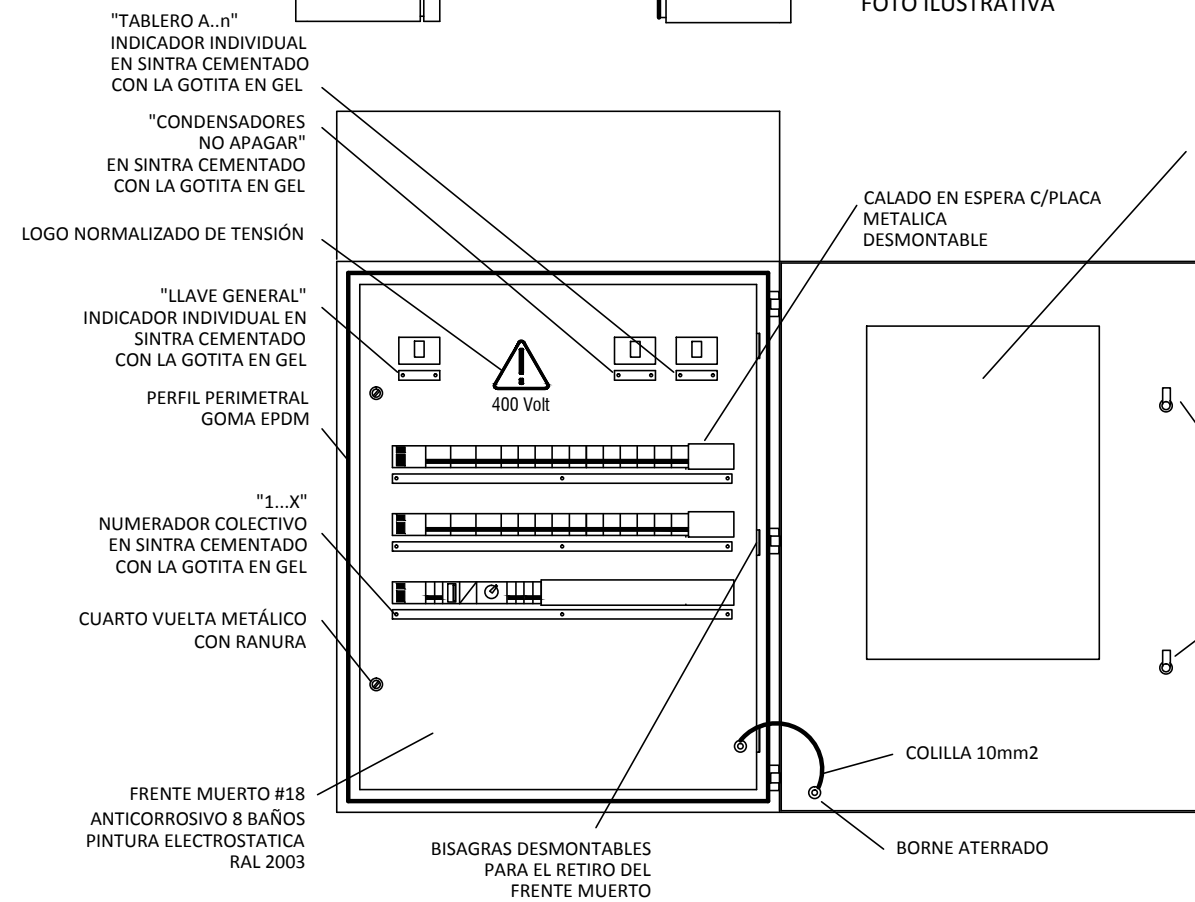 FOTO ILUSTRATIVA
"TABLERO A..n"
INDICADOR INDIVIDUAL
EN SINTRA CEMENTADO
CON LA GOTITA EN GEL
"CONDENSADORES
NO APAGAR"
EN SINTRA CEMENTADO
CON LA GOTITA EN GEL
LOGO NORMALIZADO DE TENSIÓN
"LLAVE GENERAL"
INDICADOR INDIVIDUAL EN
SINTRA CEMENTADO
CON LA GOTITA EN GEL
PERFIL PERIMETRAL
GOMA EPDM
"1...X"
NUMERADOR COLECTIVO
EN SINTRA CEMENTADO
CON LA GOTITA EN GEL
CUARTO VUELTA METÁLICO
CON RANURA
FRENTE MUERTO #18
ANTICORROSIVO 8 BAÑOS
PINTURA ELECTROSTATICA
RAL 2003
400 Volt
CALADO EN ESPERA C/PLACA
METALICA
DESMONTABLE
BISAGRAS DESMONTABLES
PARA EL RETIRO DEL
FRENTE MUERTO
COLILLA 10mm2
BORNE ATERRADO